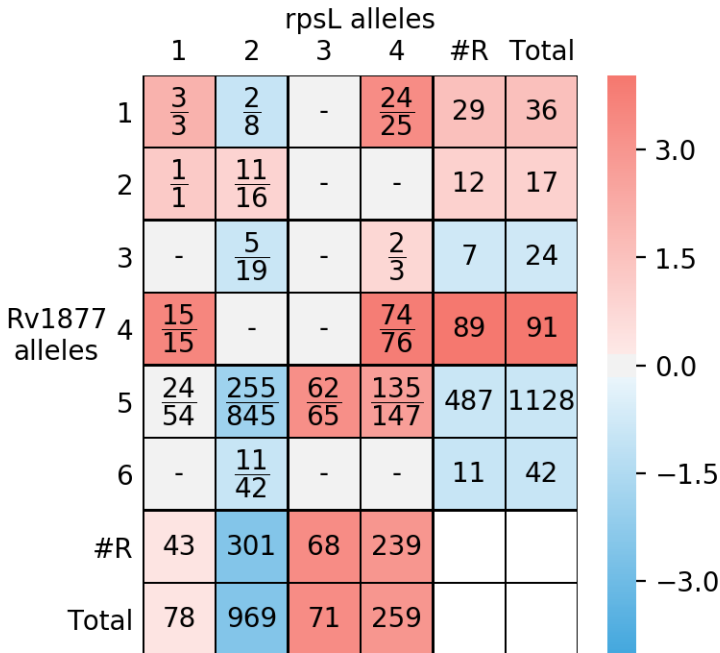 rpsL alleles
1 2 3 4 #R Total
1 3/3 2/8 - 24/25 29 36
2 1/1 11/16 - - 12 17
3 - 5/19 - 2/3 7 24
Rv1877 alleles
4 15/15 - - 74/76 89 91
5 24/54 255/845 62/65 135/147 487 1128
6 - 11/42 - - 11 42
#R 43 301 68 239
Total 78 969 71 259
3.0
1.5
0.0
−1.5
−3.0